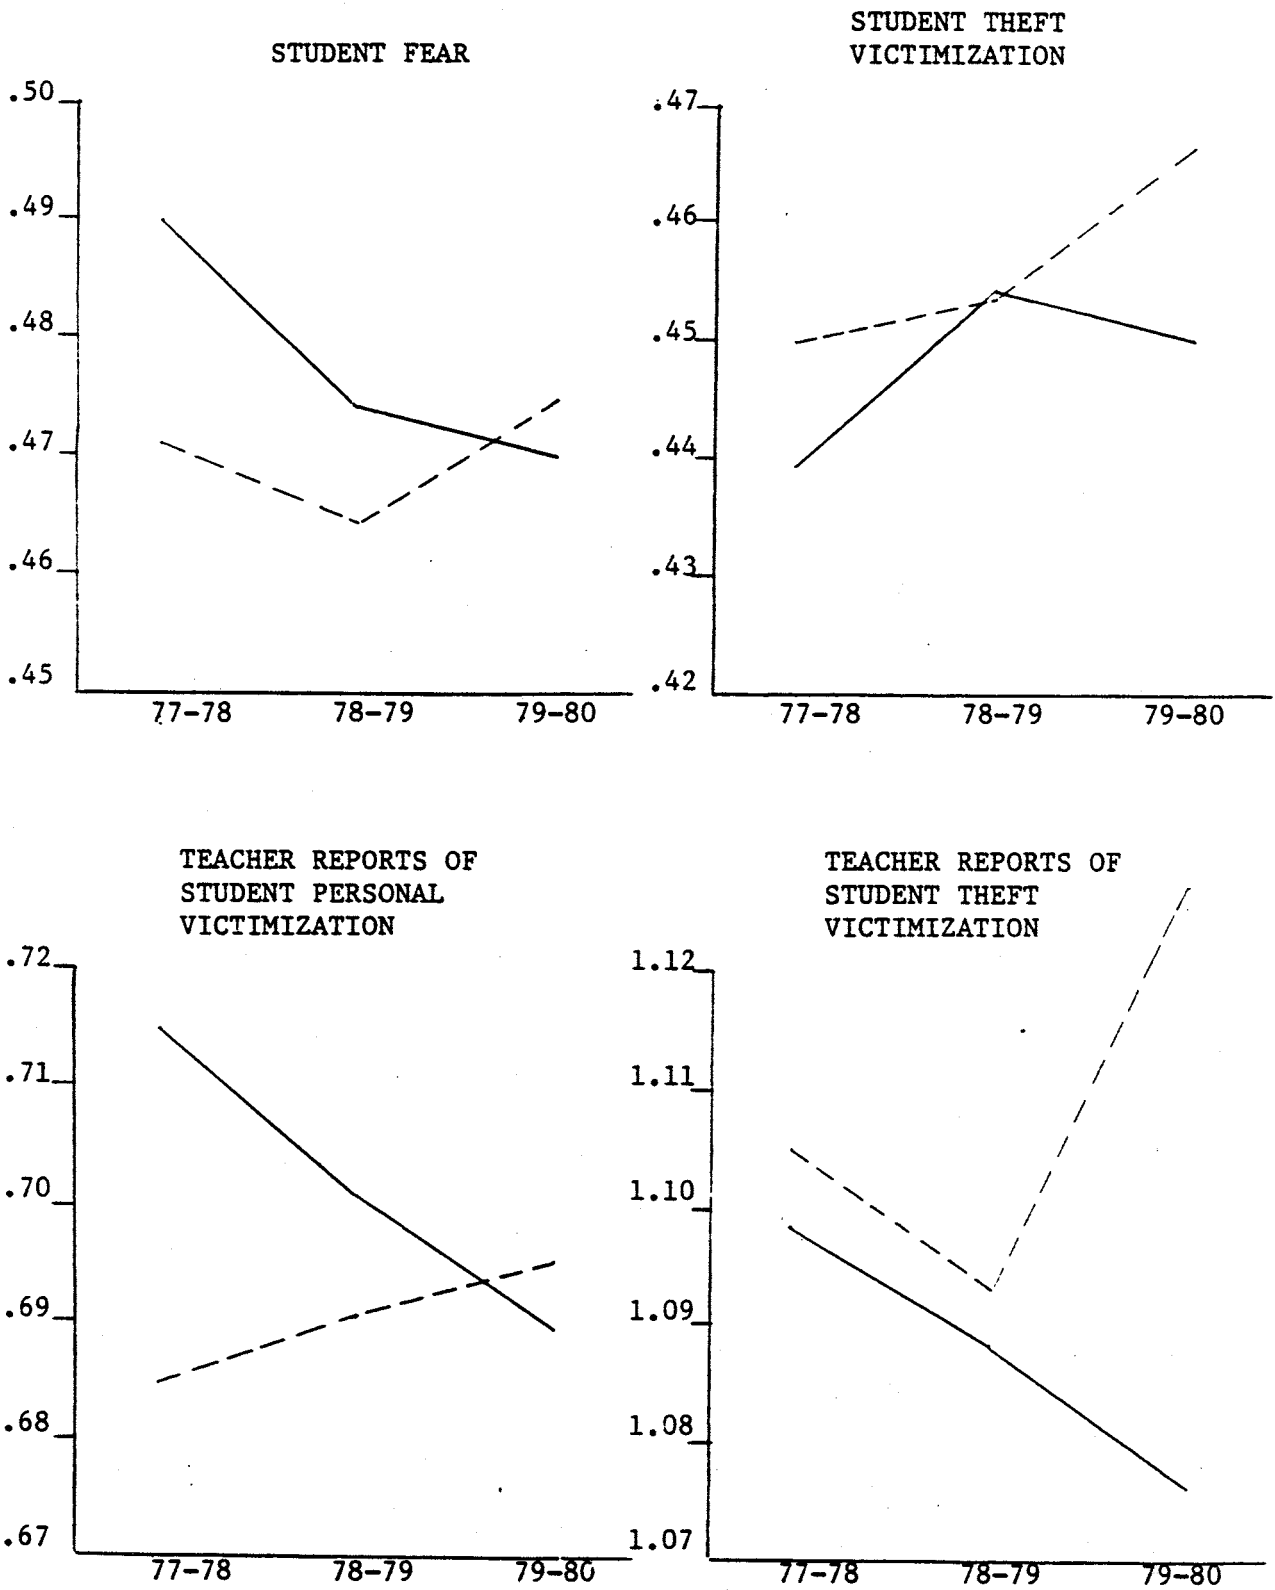 STUDENT FEAR
.50
.49
.48
.47
.46
.45
77-78 78-79 79-80
STUDENT THEFT
VICTIMIZATION
.47
.46
.45
.44
.43
.42
77-78 78-79 79-80
TEACHER REPORTS OF
STUDENT PERSONAL
VICTIMIZATION
.72
.71
.70
.69
.68
.67
77-78 78-79 79-80
TEACHER REPORTS OF
STUDENT THEFT
VICTIMIZATION
1.12
1.11
1.10
1.09
1.08
1.07
77-78 78-79 79-80